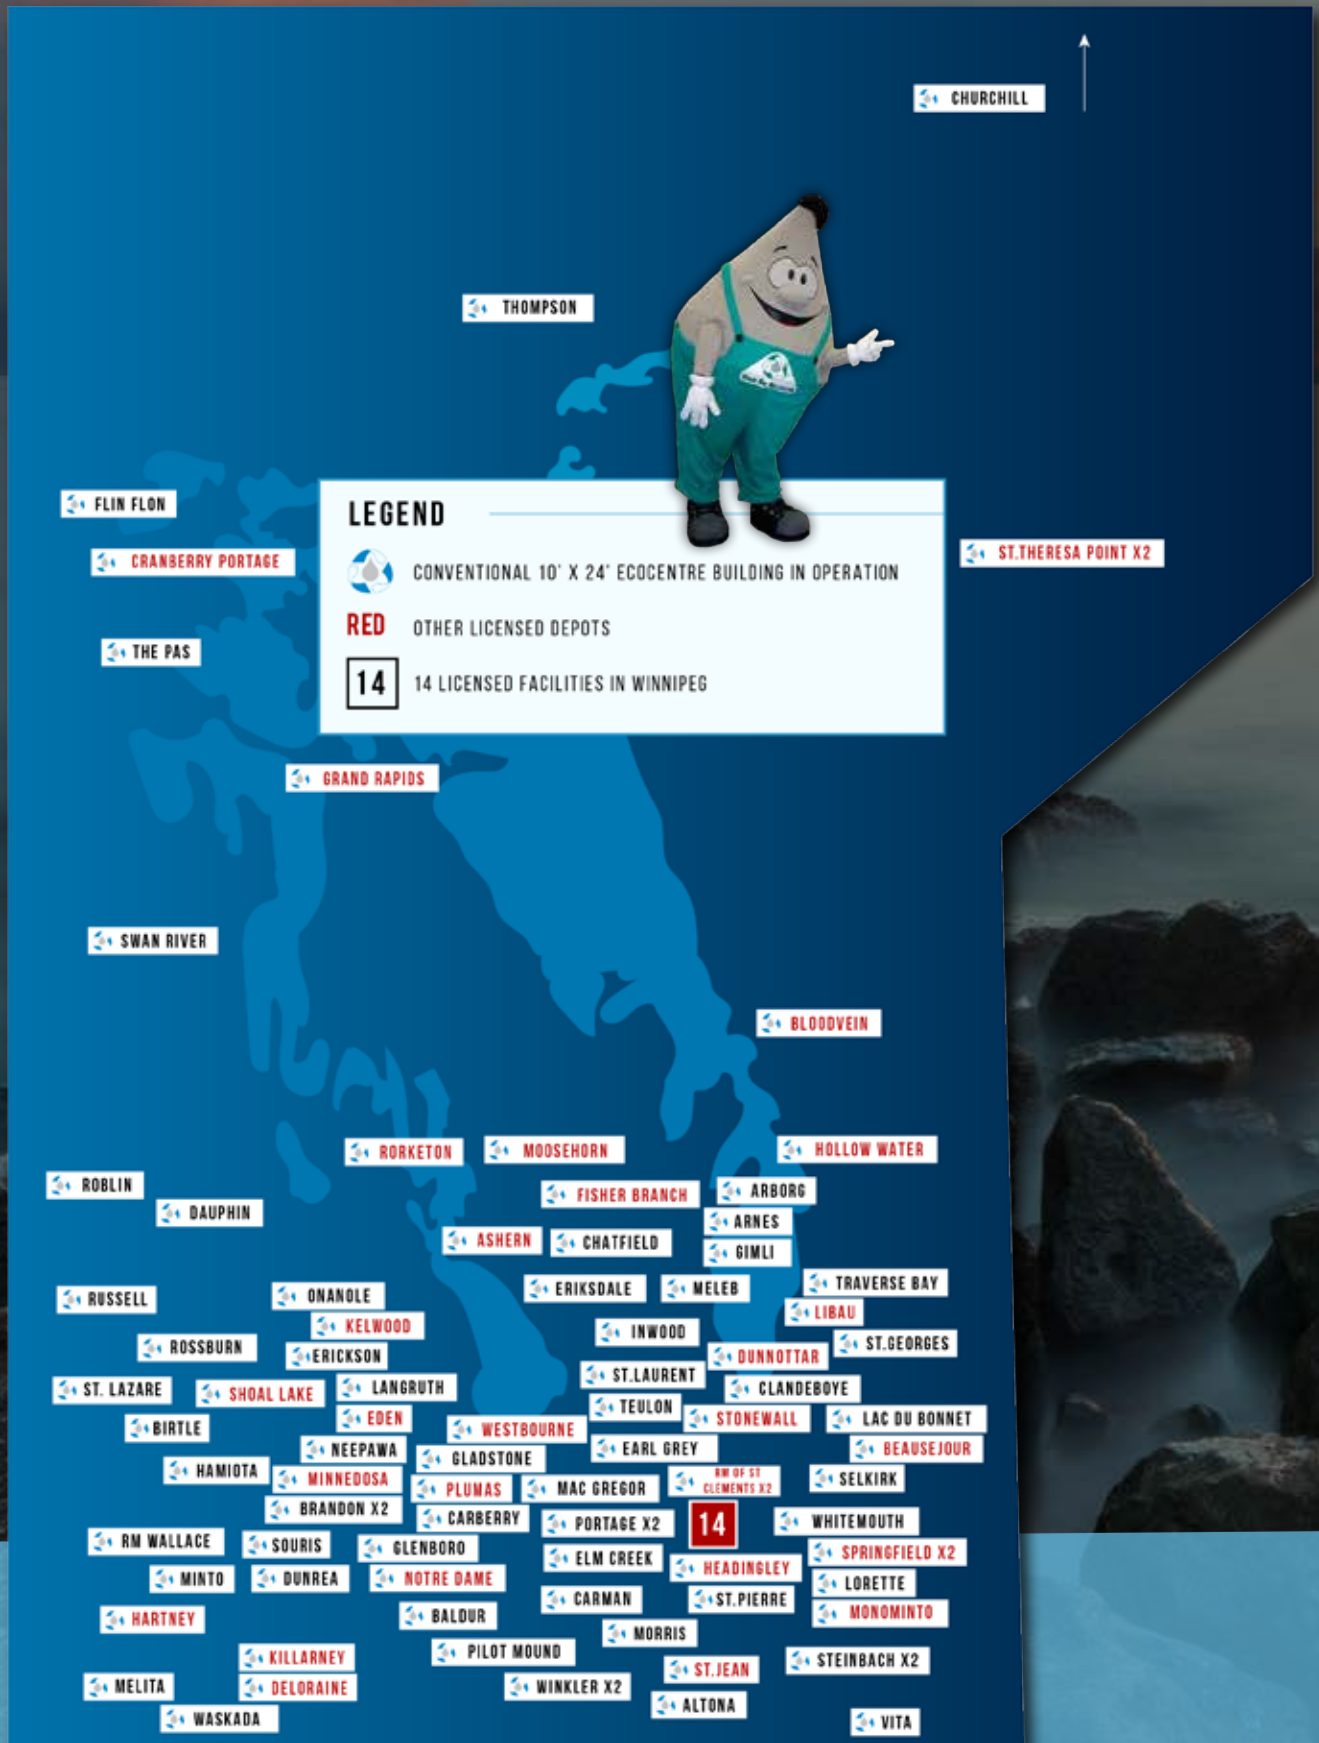 CHURCHILL
THOMPSON
FLIN FLON
CRANBERRY PORTAGE
THE PAS
LEGEND
CONVENTIONAL 10' X 24' ECOCENTRE BUILDING IN OPERATION
RED OTHER LICENSED DEPOTS
14 14 LICENSED FACILITIES IN WINNIPEG
ST.THERESA POINT X2
GRAND RAPIDS
SWAN RIVER
BLOODVEIN
RORKETON
MOOSEHORN
HOLLOW WATER
ROBLIN
FISHER BRANCH
ARBORG
DAUPHIN
ARNES
ASHERN
CHATFIELD
GIMLI
RUSSELL
ONANOLE
ERIKSDALE
MELEB
TRAVERSE BAY
KELWOOD
LIBAU
ROSSBURN
ERICKSON
INWOOD
ST.GEORGES
DUNNOTTAR
ST. LAZARE
SHOAL LAKE
LANGRUTH
ST.LAURENT
CLANDEBOYE
BIRTLE
EDEN
WESTBOURNE
TEULON
STONEWALL
LAC DU BONNET
NEEPAWA
GLADSTONE
EARL GREY
BEAUSEJOUR
HAMIOTA
MINNEDOSA
PLUMAS
MAC GREGOR
RM OF ST
CLEMENTS X2
SELKIRK
BRANDON X2
CARBERRY
PORTAGE X2
14
WHITEMOUTH
RM WALLACE
SOURIS
GLENBORO
ELM CREEK
HEADINGLEY
SPRINGFIELD X2
MINTO
DUNREA
NOTRE DAME
CARMAN
ST.PIERRE
LORETTE
HARTNEY
BALDUR
MORRIS
MONOMINTO
KILLARNEY
PILOT MOUND
ST.JEAN
STEINBACH X2
MELITA
DELORAINE
WINKLER X2
WASKADA
ALTONA
VITA